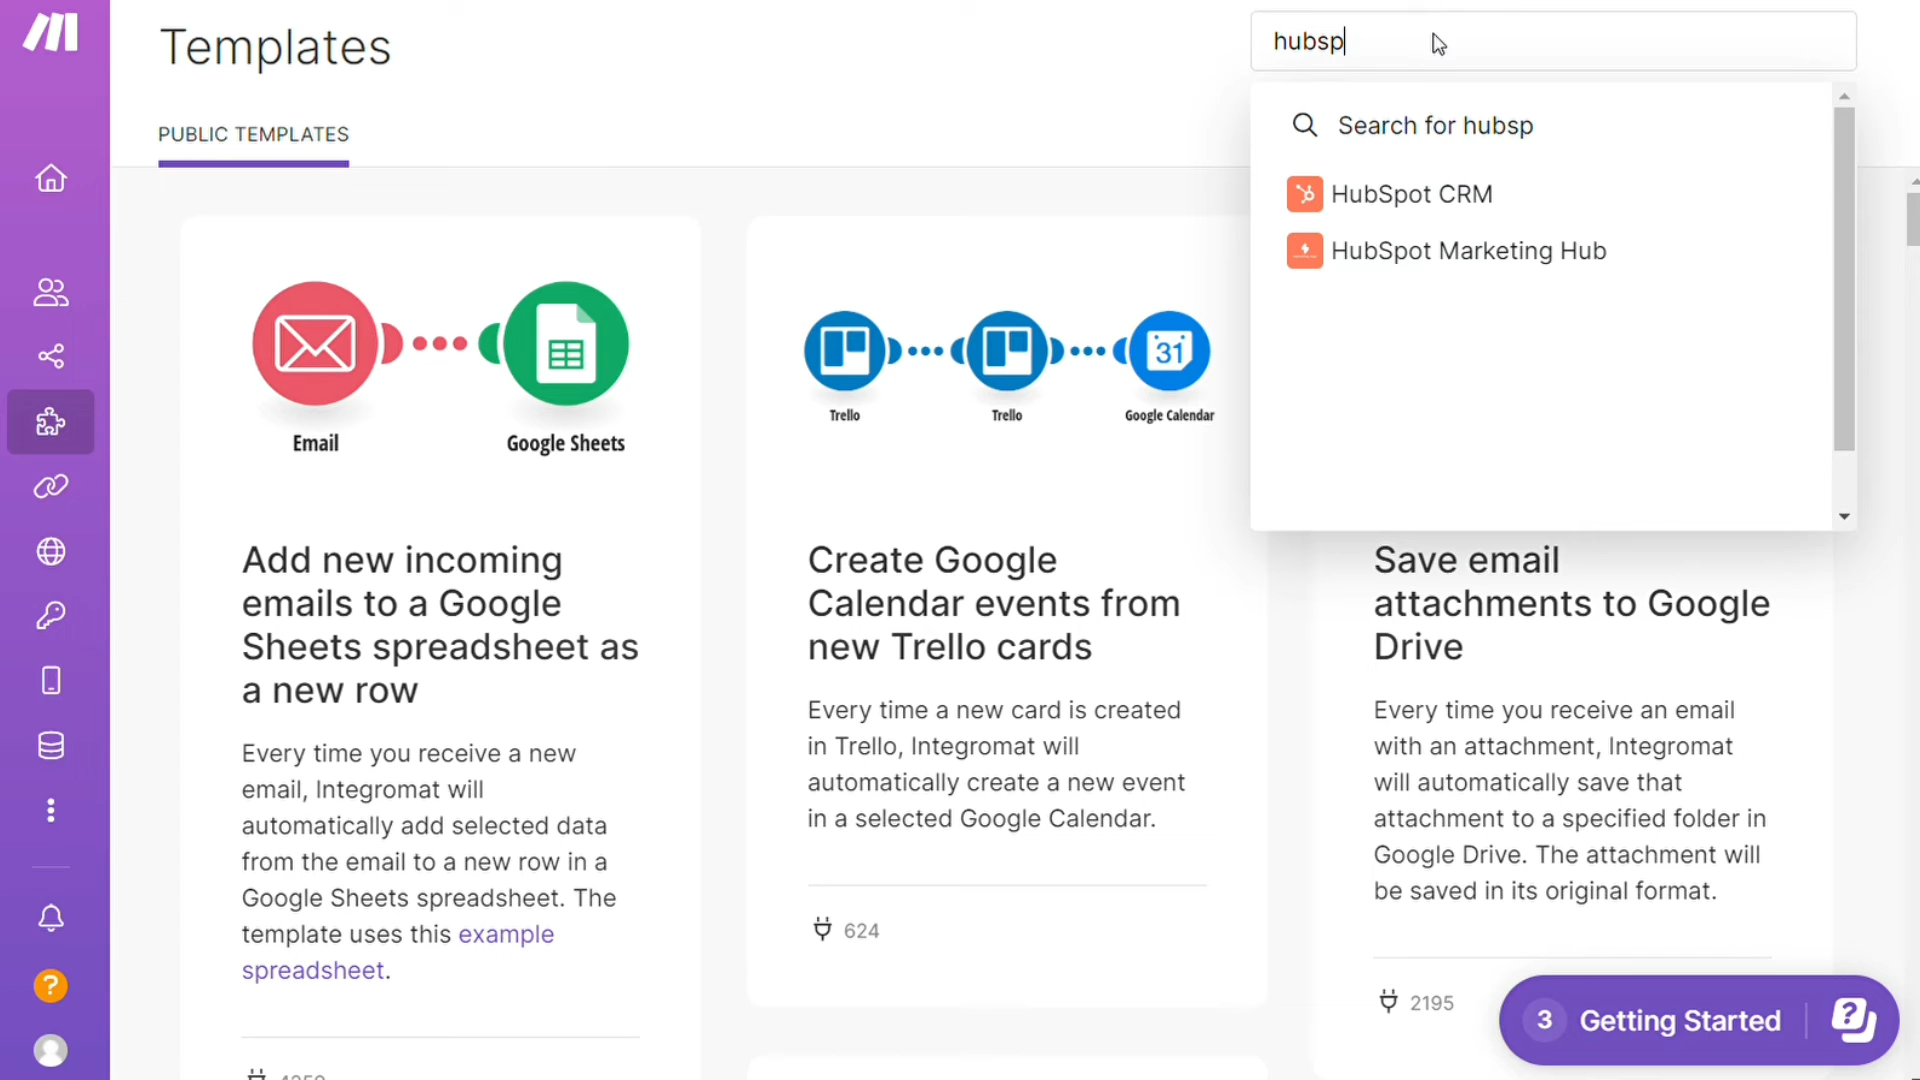 Templates
hubsp
PUBLIC TEMPLATES
Search for hubsp
HubSpot CRM
HubSpot Marketing Hub
Email
Google Sheets
Add new incoming
emails to a Google
Sheets spreadsheet as
a new row
Every time you receive a new
email, Integromat will
automatically add selected data
from the email to a new row in a
Google Sheets spreadsheet. The
template uses this example
spreadsheet.
Trello
Trello
31
Google Calendar
Create Google
Calendar events from
new Trello cards
Every time a new card is created
in Trello, Integromat will
automatically create a new event
in a selected Google Calendar.
624
Save email
attachments to Google
Drive
Every time you receive an email
with an attachment, Integromat
will automatically save that
attachment to a specified folder in
Google Drive. The attachment will
be saved in its original format.
2195
3 Getting Started ?
?